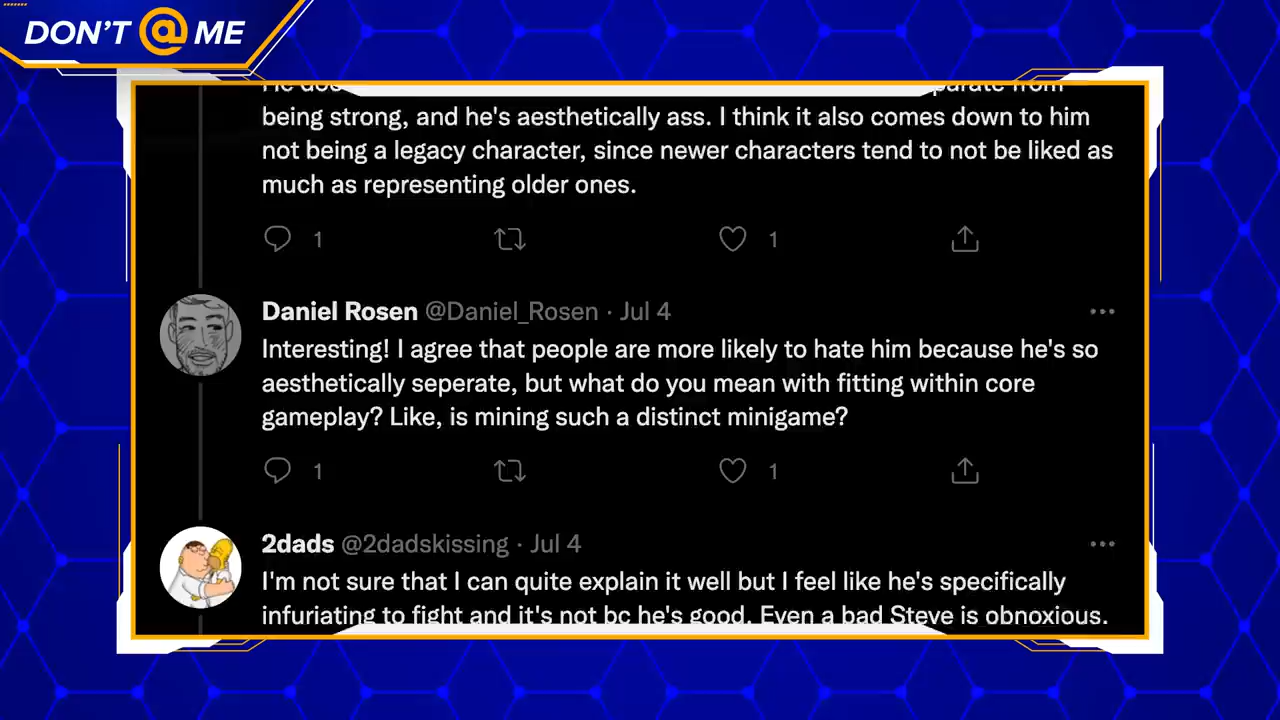 DON'T @ ME
being strong, and he's aesthetically ass. I think it also comes down to him
not being a legacy character, since newer characters tend to not be liked as
much as representing older ones.
1 1
Daniel Rosen @Daniel_Rosen · Jul 4
Interesting! I agree that people are more likely to hate him because he's so
aesthetically seperate, but what do you mean with fitting within core
gameplay? Like, is mining such a distinct minigame?
1 1
2dads @2dadskissing · Jul 4
I'm not sure that I can quite explain it well but I feel like he's specifically
infuriating to fight and it's not bc he's good. Even a bad Steve is obnoxious.